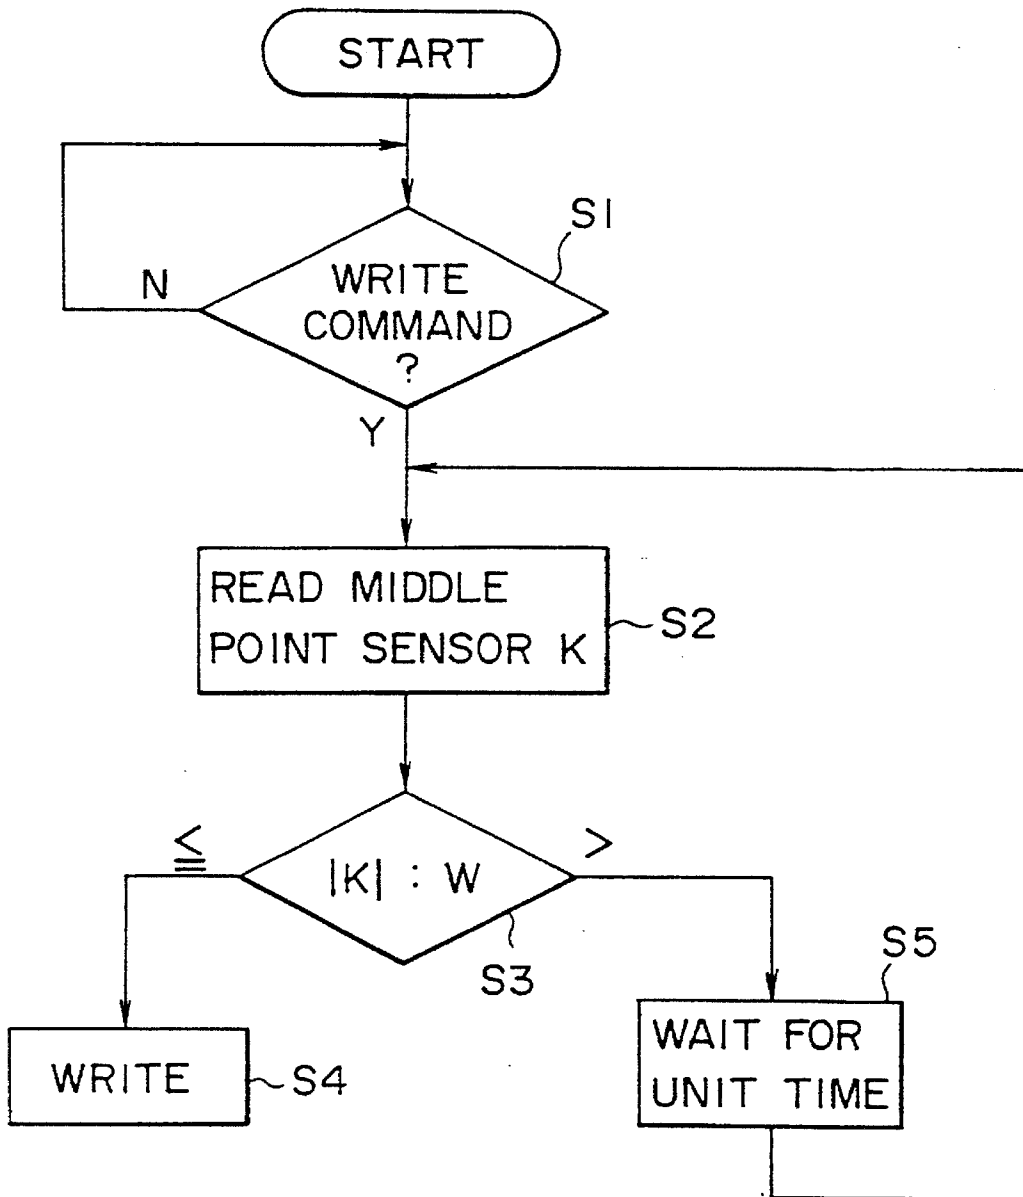 START
S1
N
WRITE
COMMAND
?
Y
READ MIDDLE
POINT SENSOR K
S2
≦
>
|K| : W
S3
S5
WAIT FOR
UNIT TIME
WRITE
S4